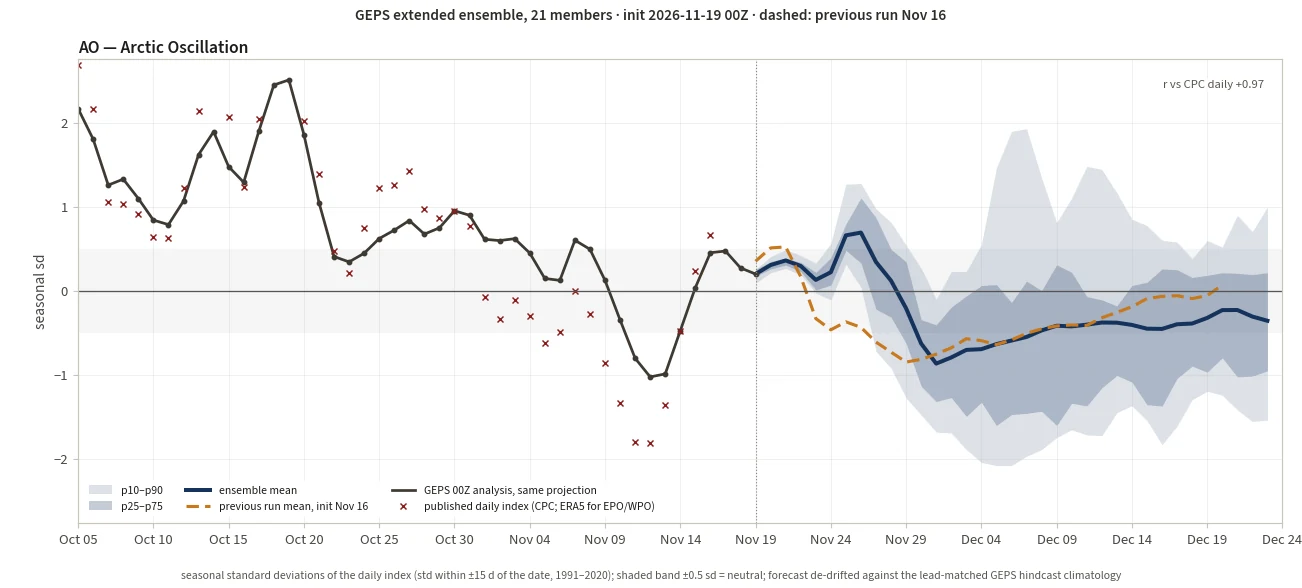 GEPS extended ensemble, 21 members · init 2026-11-19 00Z · dashed: previous run Nov 16
AO — Arctic Oscillation
r vs CPC daily +0.97
seasonal sd
2
1
0
−1
−2
p10–p90
p25–p75
ensemble mean
previous run mean, init Nov 16
GEPS 00Z analysis, same projection
published daily index (CPC; ERA5 for EPO/WPO)
Oct 05 Oct 10 Oct 15 Oct 20 Oct 25 Oct 30 Nov 04 Nov 09 Nov 14 Nov 19 Nov 24 Nov 29 Dec 04 Dec 09 Dec 14 Dec 19 Dec 24
seasonal standard deviations of the daily index (std within ±15 d of the date, 1991–2020); shaded band ±0.5 sd = neutral; forecast de-drifted against the lead-matched GEPS hindcast climatology